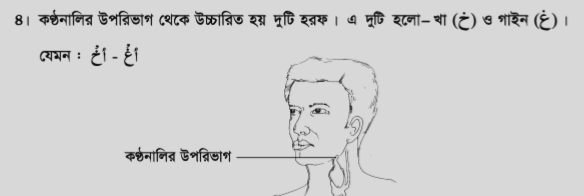 ৪। কণ্ঠনালির উপরিভাগ থেকে উচ্চারিত হয় দুটি হরফ। এ দুটি হলো– খা (خ) ও গাইন (غ)।
যেমন : اُغْ - اُخْ
কণ্ঠনালির উপরিভাগ